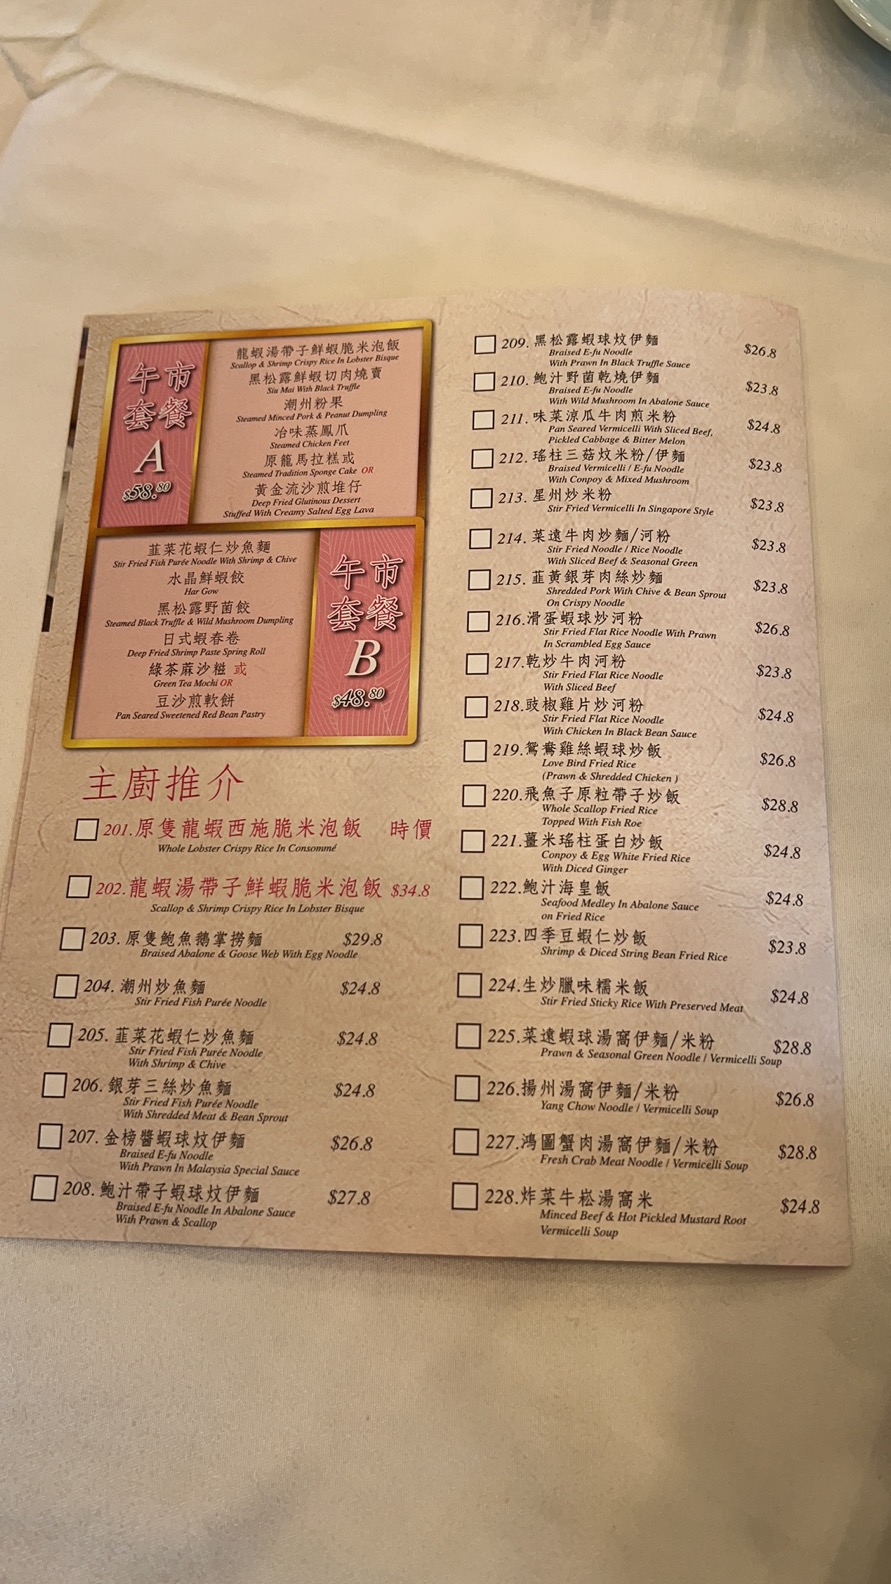 午市
套餐
A
$58.80
龍蝦湯帶子鮮蝦脆米泡飯
Scallop & Shrimp Crispy Rice In Lobster Bisque
黑松露鮮蝦切肉燒賣
Siu Mai With Black Truffle
潮州粉果
Steamed Minced Pork & Peanut Dumpling
冶味蒸鳳爪
Steamed Chicken Feet
原籠馬拉糕或
Steamed Tradition Sponge Cake OR
黃金流沙煎堆仔
Deep Fried Glutinous Dessert
Stuffed With Creamy Salted Egg Lava
韮菜花蝦仁炒魚麵
Stir Fried Fish Purée Noodle With Shrimp & Chive
水晶鮮蝦餃
Har Gow
黑松露野菌餃
Steamed Black Truffle & Wild Mushroom Dumpling
日式蝦春卷
Deep Fried Shrimp Paste Spring Roll
綠茶蔴沙糍 或
Green Tea Mochi OR
豆沙煎軟餅
Pan Seared Sweetened Red Bean Pastry
午市
套餐
B
$48.80
主廚推介
201.原隻龍蝦西施脆米泡飯 時價
Whole Lobster Crispy Rice In Consommé
202.龍蝦湯帶子鮮蝦脆米泡飯 $34.8
Scallop & Shrimp Crispy Rice In Lobster Bisque
203.原隻鮑魚鵝掌撈麵 $29.8
Braised Abalone & Goose Web With Egg Noodle
204.潮州炒魚麵 $24.8
Stir Fried Fish Purée Noodle
205.韮菜花蝦仁炒魚麵 $24.8
Stir Fried Fish Purée Noodle
With Shrimp & Chive
206.銀芽三絲炒魚麵 $24.8
Stir Fried Fish Purée Noodle
With Shredded Meat & Bean Sprout
207.金榜醬蝦球炆伊麵 $26.8
Braised E-fu Noodle
With Prawn In Malaysia Special Sauce
208.鮑汁帶子蝦球炆伊麵 $27.8
Braised E-fu Noodle In Abalone Sauce
With Prawn & Scallop
209.黑松露蝦球炆伊麵 $26.8
Braised E-fu Noodle
With Prawn In Black Truffle Sauce
210.鮑汁野菌乾燒伊麵 $23.8
Braised E-fu Noodle
With Wild Mushroom In Abalone Sauce
211.味菜涼瓜牛肉煎米粉 $24.8
Pan Seared Vermicelli With Sliced Beef,
Pickled Cabbage & Bitter Melon
212.瑤柱三菇炆米粉/伊麵 $23.8
Braised Vermicelli / E-fu Noodle
With Conpoy & Mixed Mushroom
213.星州炒米粉 $23.8
Stir Fried Vermicelli In Singapore Style
214.菜遠牛肉炒麵/河粉 $23.8
Stir Fried Noodle / Rice Noodle
With Sliced Beef & Seasonal Green
215.韮黃銀芽肉絲炒麵 $23.8
Shredded Pork With Chive & Bean Sprout
On Crispy Noodle
216.滑蛋蝦球炒河粉 $26.8
Stir Fried Flat Rice Noodle With Prawn
In Scrambled Egg Sauce
217.乾炒牛肉河粉 $23.8
Stir Fried Flat Rice Noodle
With Sliced Beef
218.豉椒雞片炒河粉 $24.8
Stir Fried Flat Rice Noodle
With Chicken In Black Bean Sauce
219.鴛鴦雞絲蝦球炒飯 $26.8
Love Bird Fried Rice
(Prawn & Shredded Chicken )
220.飛魚子原粒帶子炒飯 $28.8
Whole Scallop Fried Rice
Topped With Fish Roe
221.薑米瑤柱蛋白炒飯 $24.8
Conpoy & Egg White Fried Rice
With Diced Ginger
222.鮑汁海皇飯 $24.8
Seafood Medley In Abalone Sauce
on Fried Rice
223.四季豆蝦仁炒飯 $23.8
Shrimp & Diced String Bean Fried Rice
224.生炒臘味糯米飯 $24.8
Stir Fried Sticky Rice With Preserved Meat
225.菜遠蝦球湯窩伊麵/米粉 $28.8
Prawn & Seasonal Green Noodle / Vermicelli Soup
226.揚州湯窩伊麵/米粉 $26.8
Yang Chow Noodle / Vermicelli Soup
227.鴻圖蟹肉湯窩伊麵/米粉 $28.8
Fresh Crab Meat Noodle / Vermicelli Soup
228.炸菜牛崧湯窩米 $24.8
Minced Beef & Hot Pickled Mustard Root
Vermicelli Soup